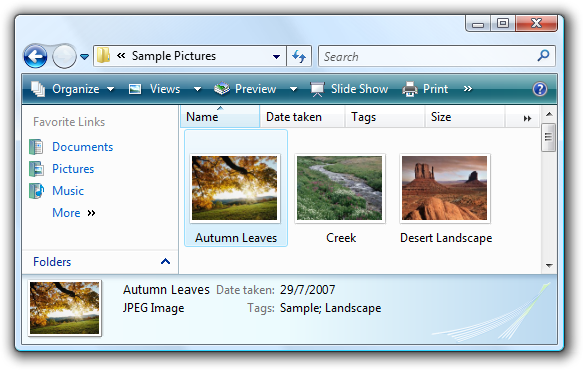 « Sample Pictures
Search
Organize Views Preview Slide Show Print »
Favorite Links
Documents
Pictures
Music
More »
Folders
Name Date taken Tags Size »
Autumn Leaves Creek Desert Landscape
Autumn Leaves Date taken: 29/7/2007
JPEG Image Tags: Sample; Landscape